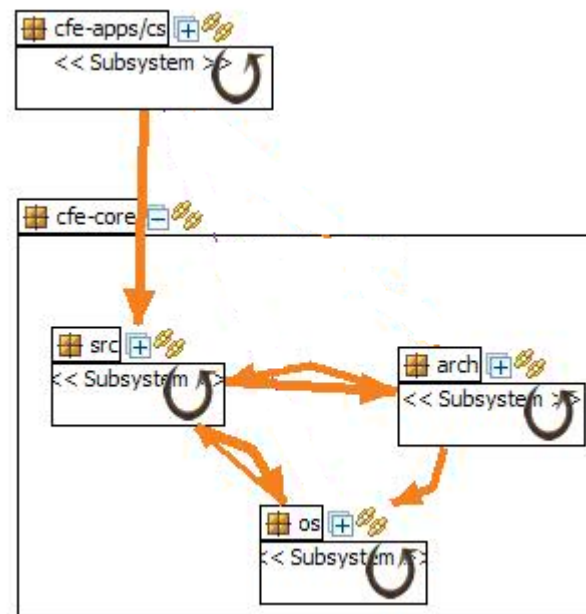 cfe-apps/cs
<< Subsystem >>
cfe-core
src
<< Subsystem >>
arch
<< Subsystem >>
os
<< Subsystem >>